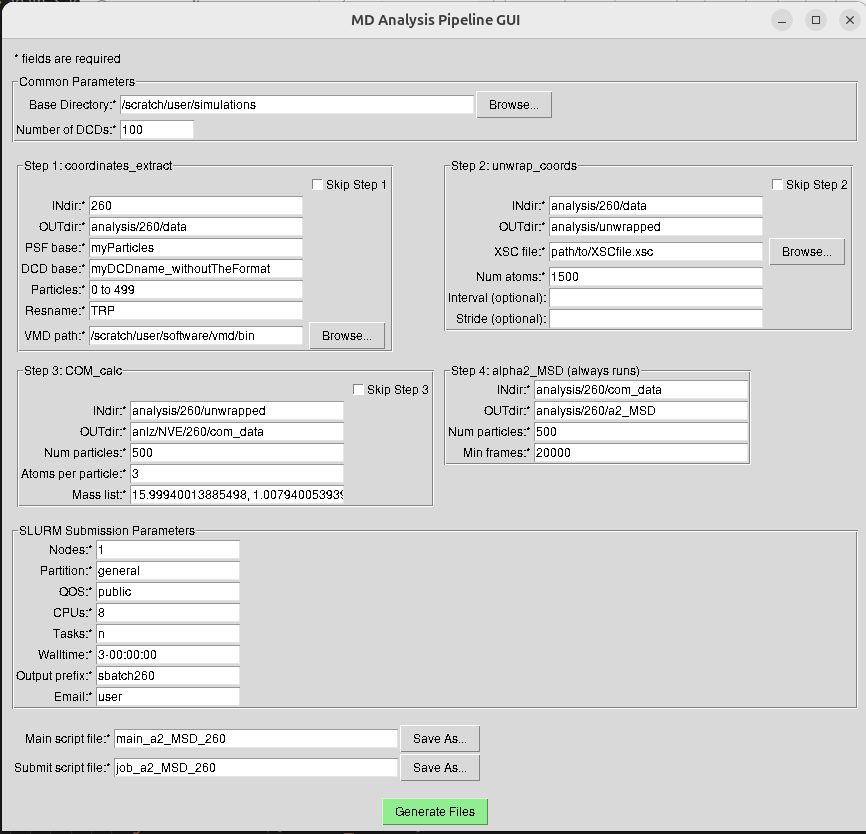 MD Analysis Pipeline GUI
* fields are required
Common Parameters
Base Directory:* /scratch/user/simulations Browse...
Number of DCDs:* 100
Step 1: coordinates_extract
Skip Step 1
INdir:* 260
OUTdir:* analysis/260/data
PSF base:* myParticles
DCD base:* myDCDname_withoutTheFormat
Particles:* 0 to 499
Resname:* TRP
VMD path:* /scratch/user/software/vmd/bin Browse...
Step 2: unwrap_coords
Skip Step 2
INdir:* analysis/260/data
OUTdir:* analysis/unwrapped
XSC file:* path/to/XSCfile.xsc Browse...
Num atoms:* 1500
Interval (optional):
Stride (optional):
Step 3: COM_calc
Skip Step 3
INdir:* analysis/260/unwrapped
OUTdir:* anlz/NVE/260/com_data
Num particles:* 500
Atoms per particle:* 3
Mass list:* 15.99940013885498, 1.007940053939
Step 4: alpha2_MSD (always runs)
INdir:* analysis/260/com_data
OUTdir:* analysis/260/a2_MSD
Num particles:* 500
Min frames:* 20000
SLURM Submission Parameters
Nodes:* 1
Partition:* general
QOS:* public
CPUs:* 8
Tasks:* n
Walltime:* 3-00:00:00
Output prefix:* sbatch260
Email:* user
Main script file:* main_a2_MSD_260 Save As...
Submit script file:* job_a2_MSD_260 Save As...
Generate Files